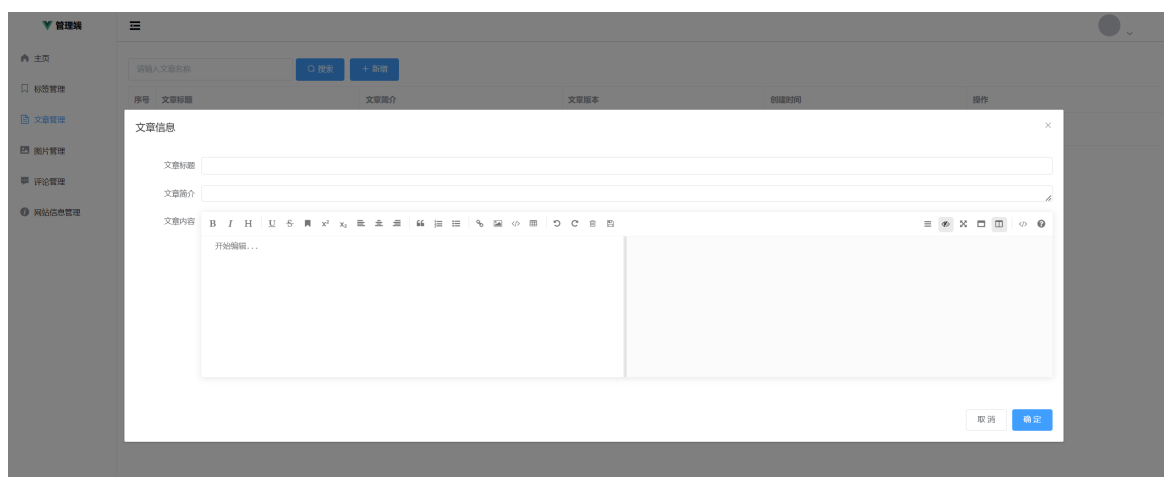 管理端
主页
标签管理
文章管理
图片管理
评论管理
网站信息管理
请输入文章名称 搜索 新增
序号 文章标题 文章简介 文章版本 创建时间 操作
文章信息
文章标题
文章简介
文章内容
B I H U S x² x₂
开始编辑...
取消 确定